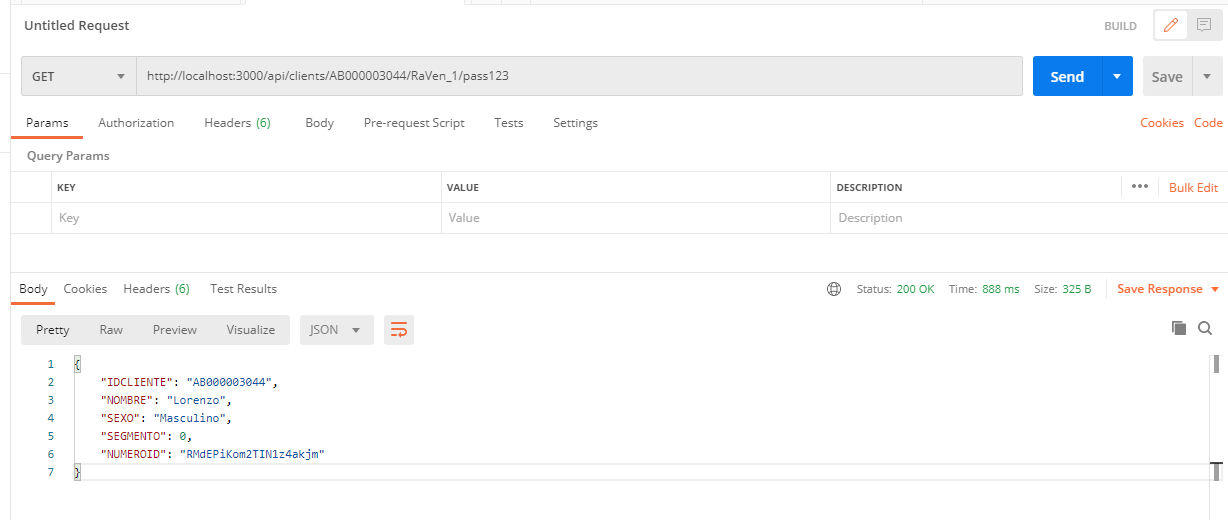 Untitled Request BUILD
GET http://localhost:3000/api/clients/AB000003044/RaVen_1/pass123 Send Save
Params Authorization Headers (6) Body Pre-request Script Tests Settings Cookies Code
Query Params
KEY VALUE DESCRIPTION ••• Bulk Edit
Key Value Description
Body Cookies Headers (6) Test Results Status: 200 OK Time: 888 ms Size: 325 B Save Response
Pretty Raw Preview Visualize JSON
1 {
2 "IDCLIENTE": "AB000003044",
3 "NOMBRE": "Lorenzo",
4 "SEXO": "Masculino",
5 "SEGMENTO": 0,
6 "NUMEROID": "RMdEPiKom2TIN1z4akjm"
7 }